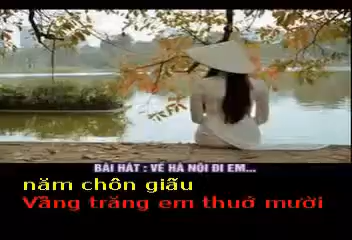 BÀI HÁT : VỀ HÀ NỘI ĐI EM...
năm chôn giấu
Vầng trăng em thuở mười